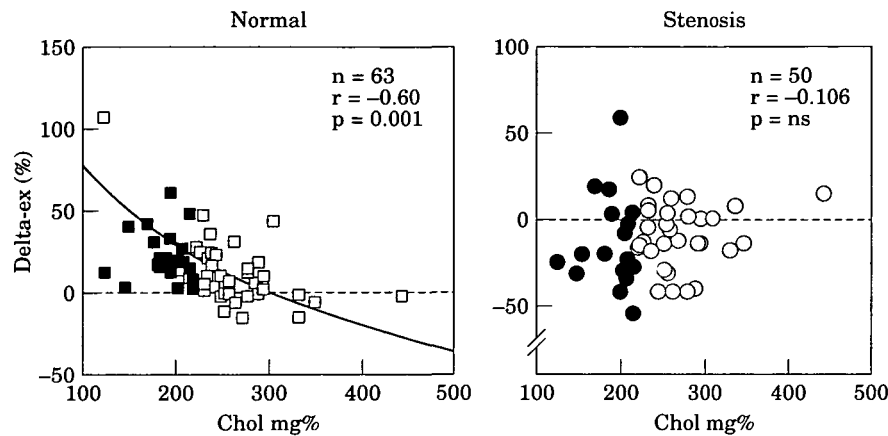 Normal
Stenosis
150
100
50
0
−50
Delta-ex (%)
n = 63
r = −0.60
p = 0.001
100
200
300
400
500
Chol mg%
100
50
0
−50
n = 50
r = −0.106
p = ns
100
200
300
400
500
Chol mg%